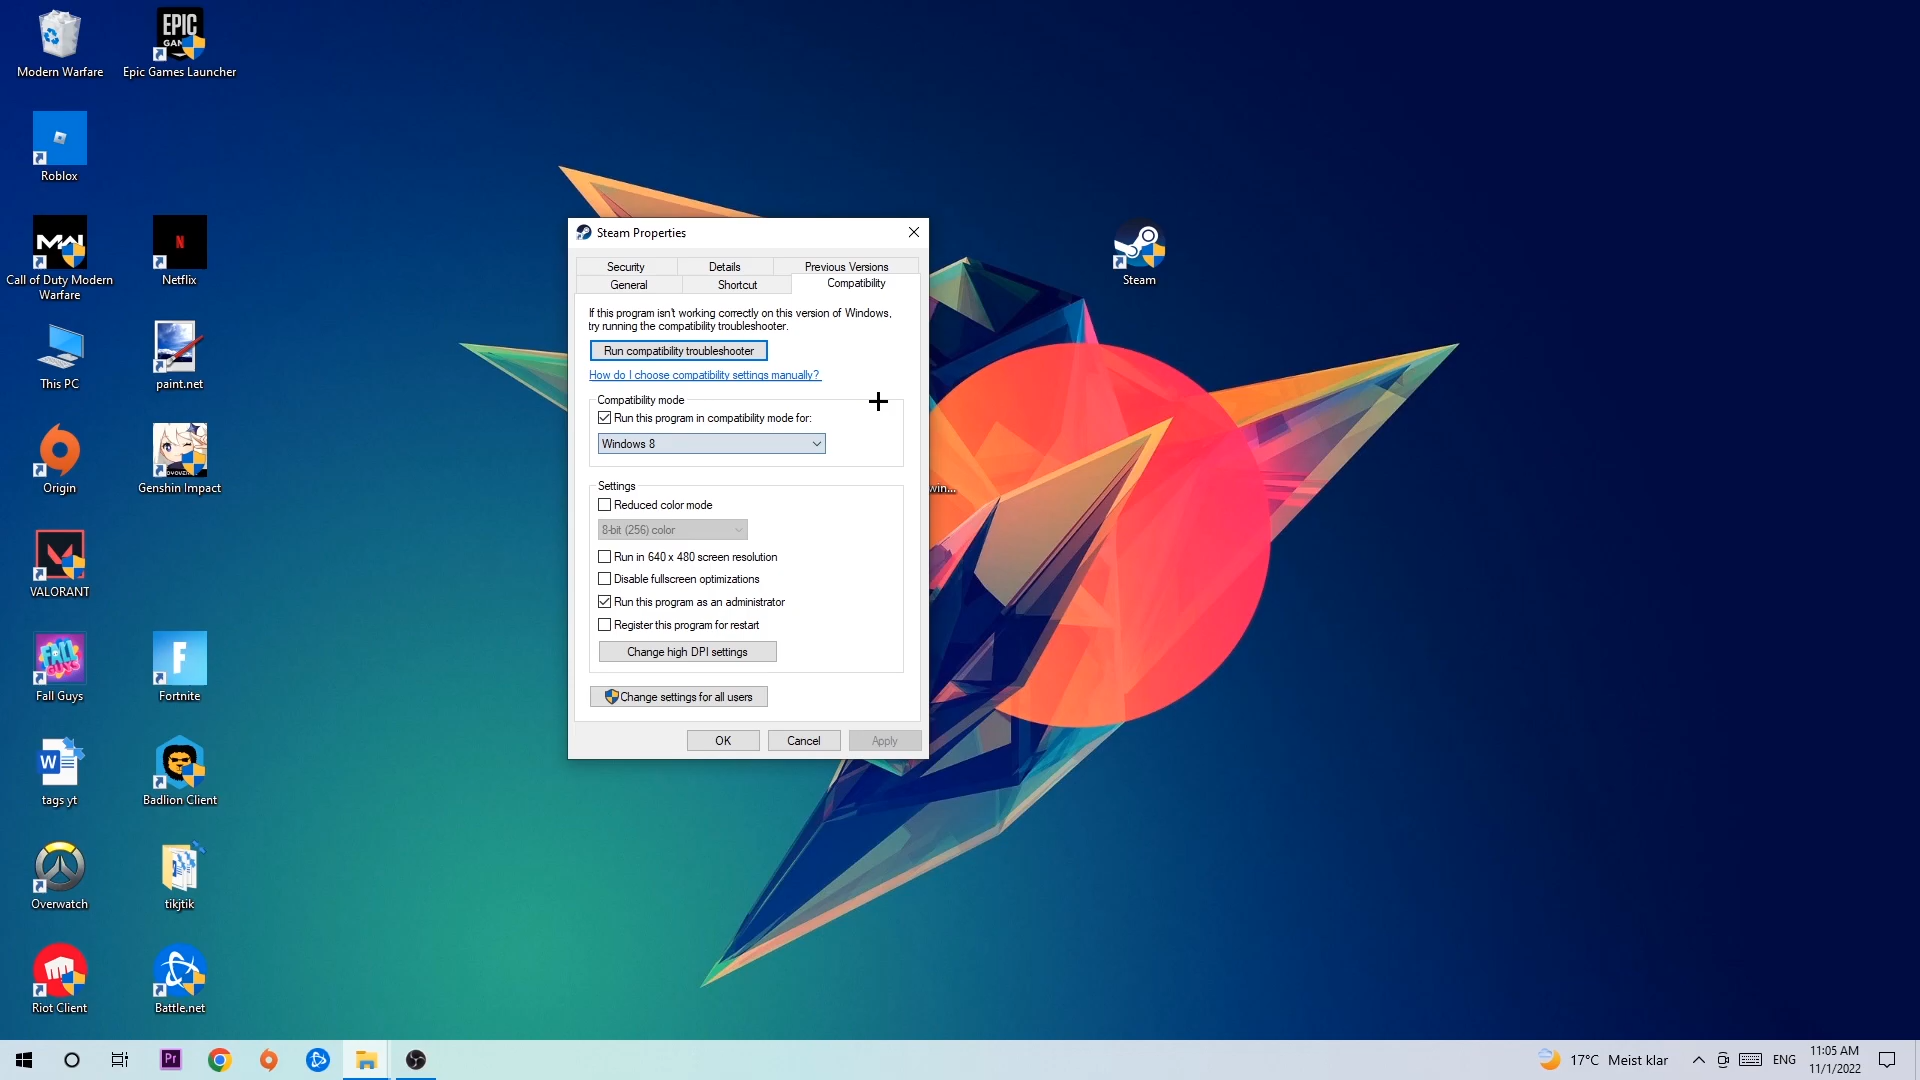 Modern Warfare
EPIC
GAMES
Epic Games Launcher
Roblox
MW
Call of Duty Modern
Warfare
N
Netflix
This PC
paint.net
Origin
Genshin Impact
VALORANT
FALL
Fall Guys
F
Fortnite
W
tags yt
Badlion Client
Overwatch
tikjtik
Riot Client
Battle.net
Steam
win...
Steam Properties
Security
Details
Previous Versions
General
Shortcut
Compatibility
If this program isn't working correctly on this version of Windows,
try running the compatibility troubleshooter.
Run compatibility troubleshooter
How do I choose compatibility settings manually?
Compatibility mode
Run this program in compatibility mode for:
Windows 8
Settings
Reduced color mode
8-bit (256) color
Run in 640 x 480 screen resolution
Disable fullscreen optimizations
Run this program as an administrator
Register this program for restart
Change high DPI settings
Change settings for all users
OK
Cancel
Apply
Pr
17°C Meist klar
ENG
11:05 AM
11/1/2022